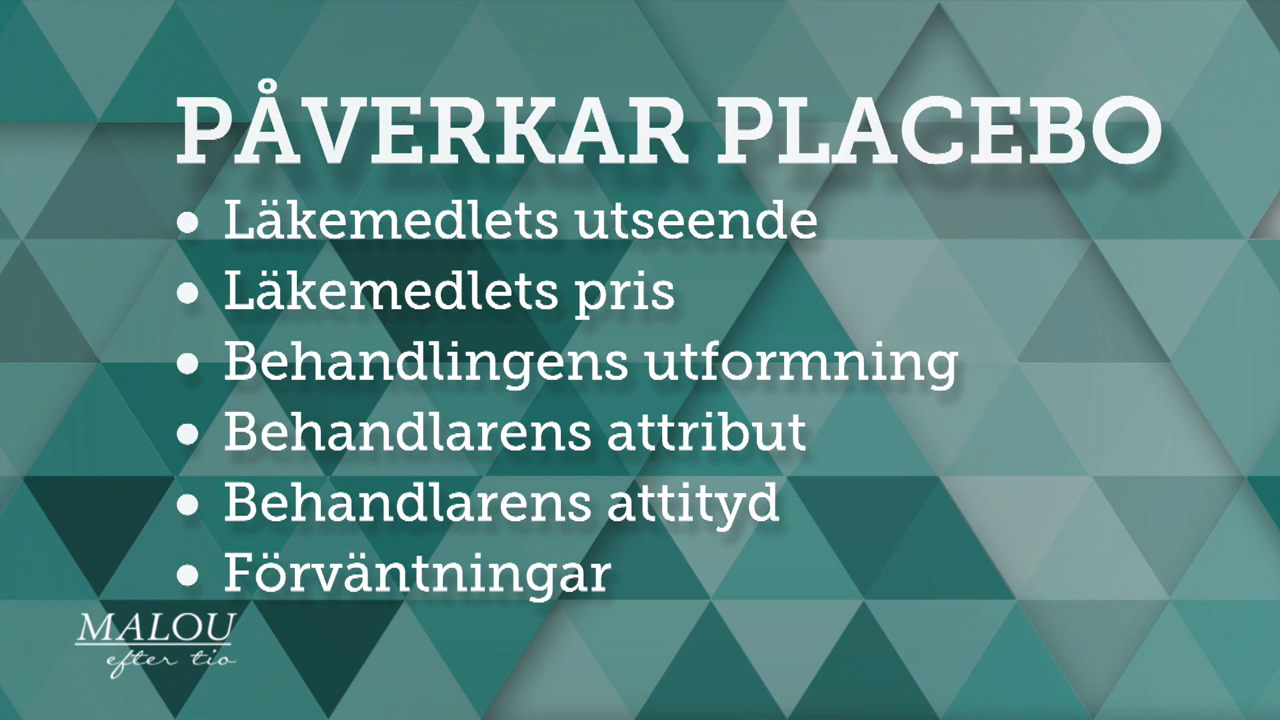 PÅVERKAR PLACEBO
• Läkemedlets utseende
• Läkemedlets pris
• Behandlingens utformning
• Behandlarens attribut
• Behandlarens attityd
• Förväntningar
MALOU
efter tio